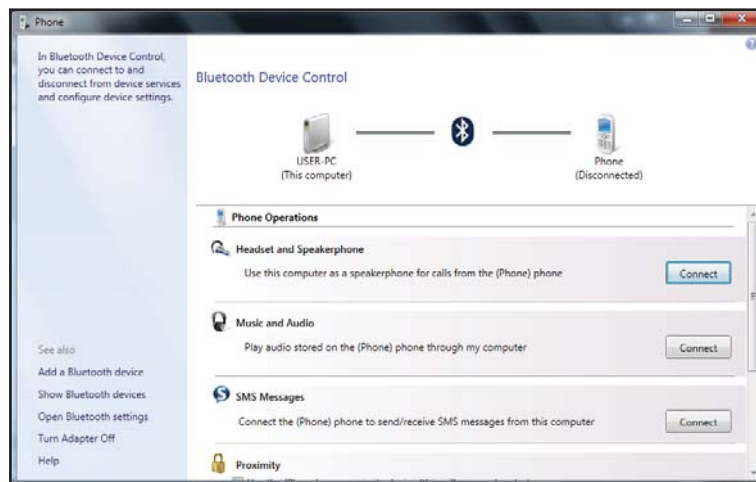 Phone
In Bluetooth Device Control,
you can connect to and
disconnect from device services
and configure device settings.
Bluetooth Device Control
USER-PC
(This computer)
Phone
(Disconnected)
Phone Operations
Headset and Speakerphone
Use this computer as a speakerphone for calls from the (Phone) phone
Connect
Music and Audio
Play audio stored on the (Phone) phone through my computer
Connect
SMS Messages
Connect the (Phone) phone to send/receive SMS messages from this computer
Connect
Proximity
See also
Add a Bluetooth device
Show Bluetooth devices
Open Bluetooth settings
Turn Adapter Off
Help